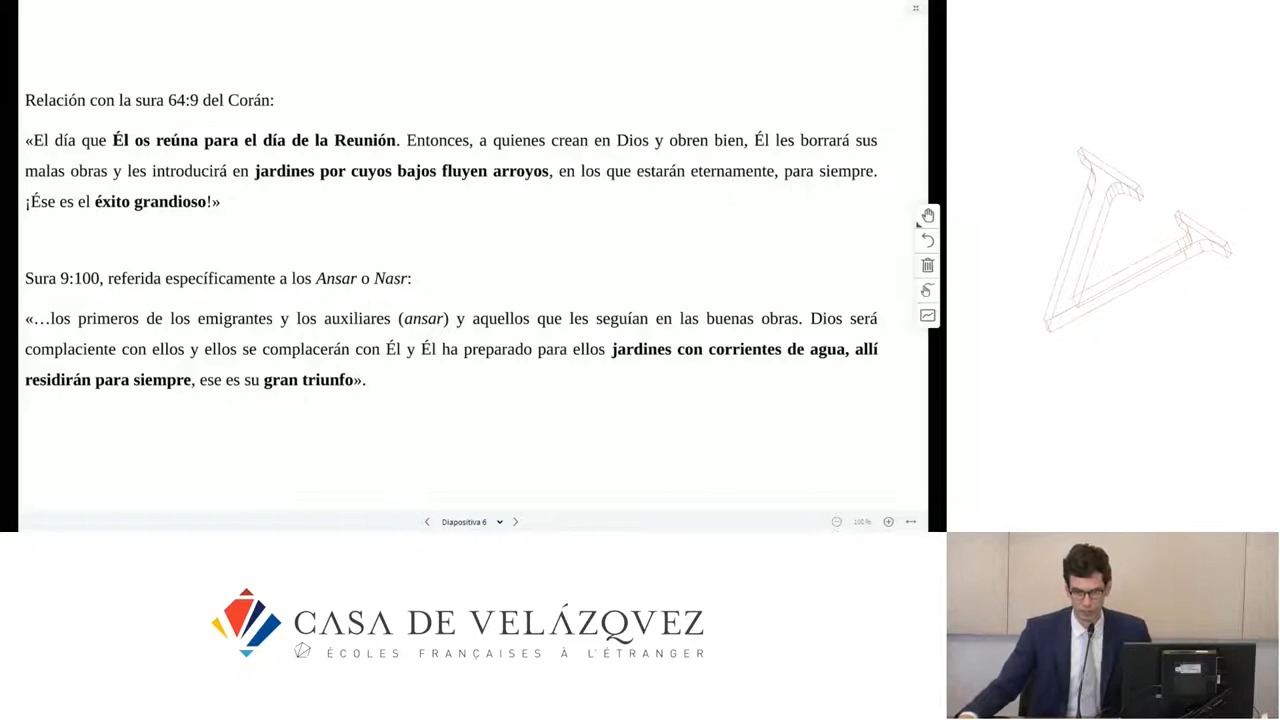 Relación con la sura 64:9 del Corán:
«El día que Él os reúna para el día de la Reunión. Entonces, a quienes crean en Dios y obren bien, Él les borrará sus
malas obras y les introducirá en jardines por cuyos bajos fluyen arroyos, en los que estarán eternamente, para siempre.
¡Ése es el éxito grandioso!»
Sura 9:100, referida específicamente a los Ansar o Nasr:
«…los primeros de los emigrantes y los auxiliares (ansar) y aquellos que les seguían en las buenas obras. Dios será
complaciente con ellos y ellos se complacerán con Él y Él ha preparado para ellos jardines con corrientes de agua, allí
residirán para siempre, ese es su gran triunfo».
Diapositiva 6
100%
CASA DE VELÁZQVEZ
ÉCOLES FRANÇAISES À L'ÉTRANGER